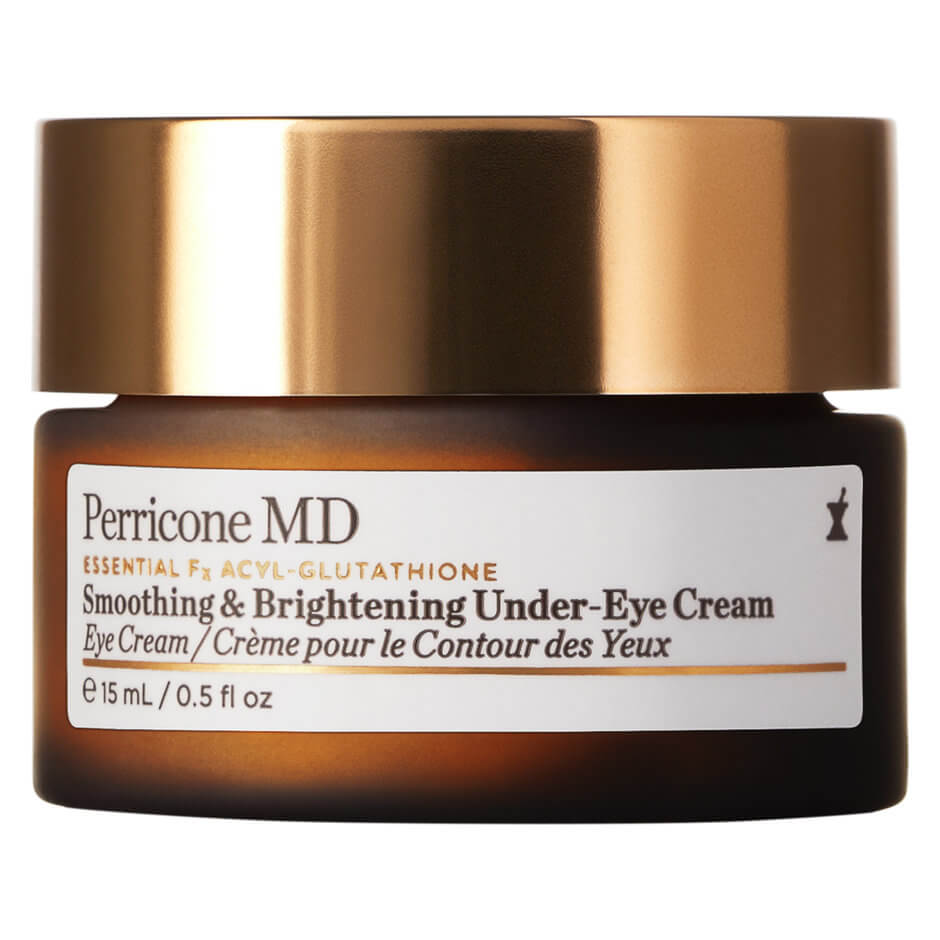 Perricone MD
ESSENTIAL Fx ACYL-GLUTATHIONE
Smoothing & Brightening Under-Eye Cream
Eye Cream / Crème pour le Contour des Yeux
℮ 15 mL / 0.5 fl oz